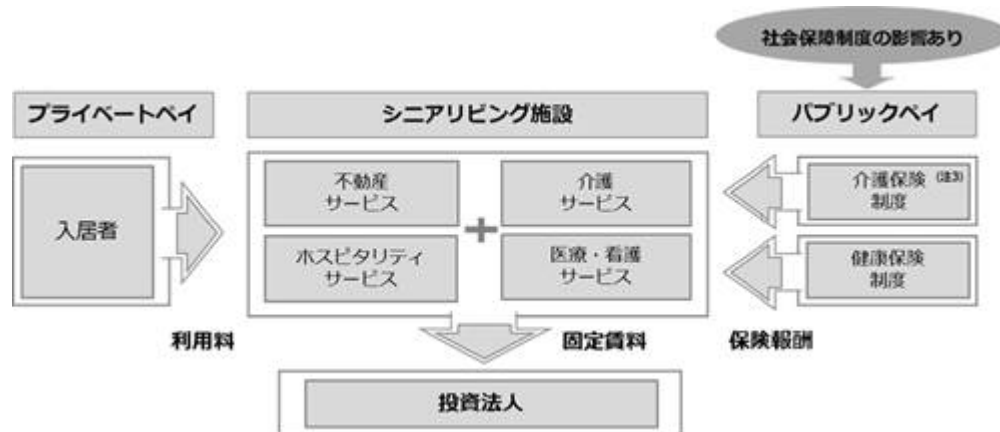 社会保障制度の影響あり
プライベートペイ
シニアリビング施設
パブリックペイ
入居者
不動産
サービス
介護
サービス
ホスピタリティ
サービス
医療・看護
サービス
介護保険 (注3)
制度
健康保険
制度
利用料
固定賃料
保険報酬
投資法人